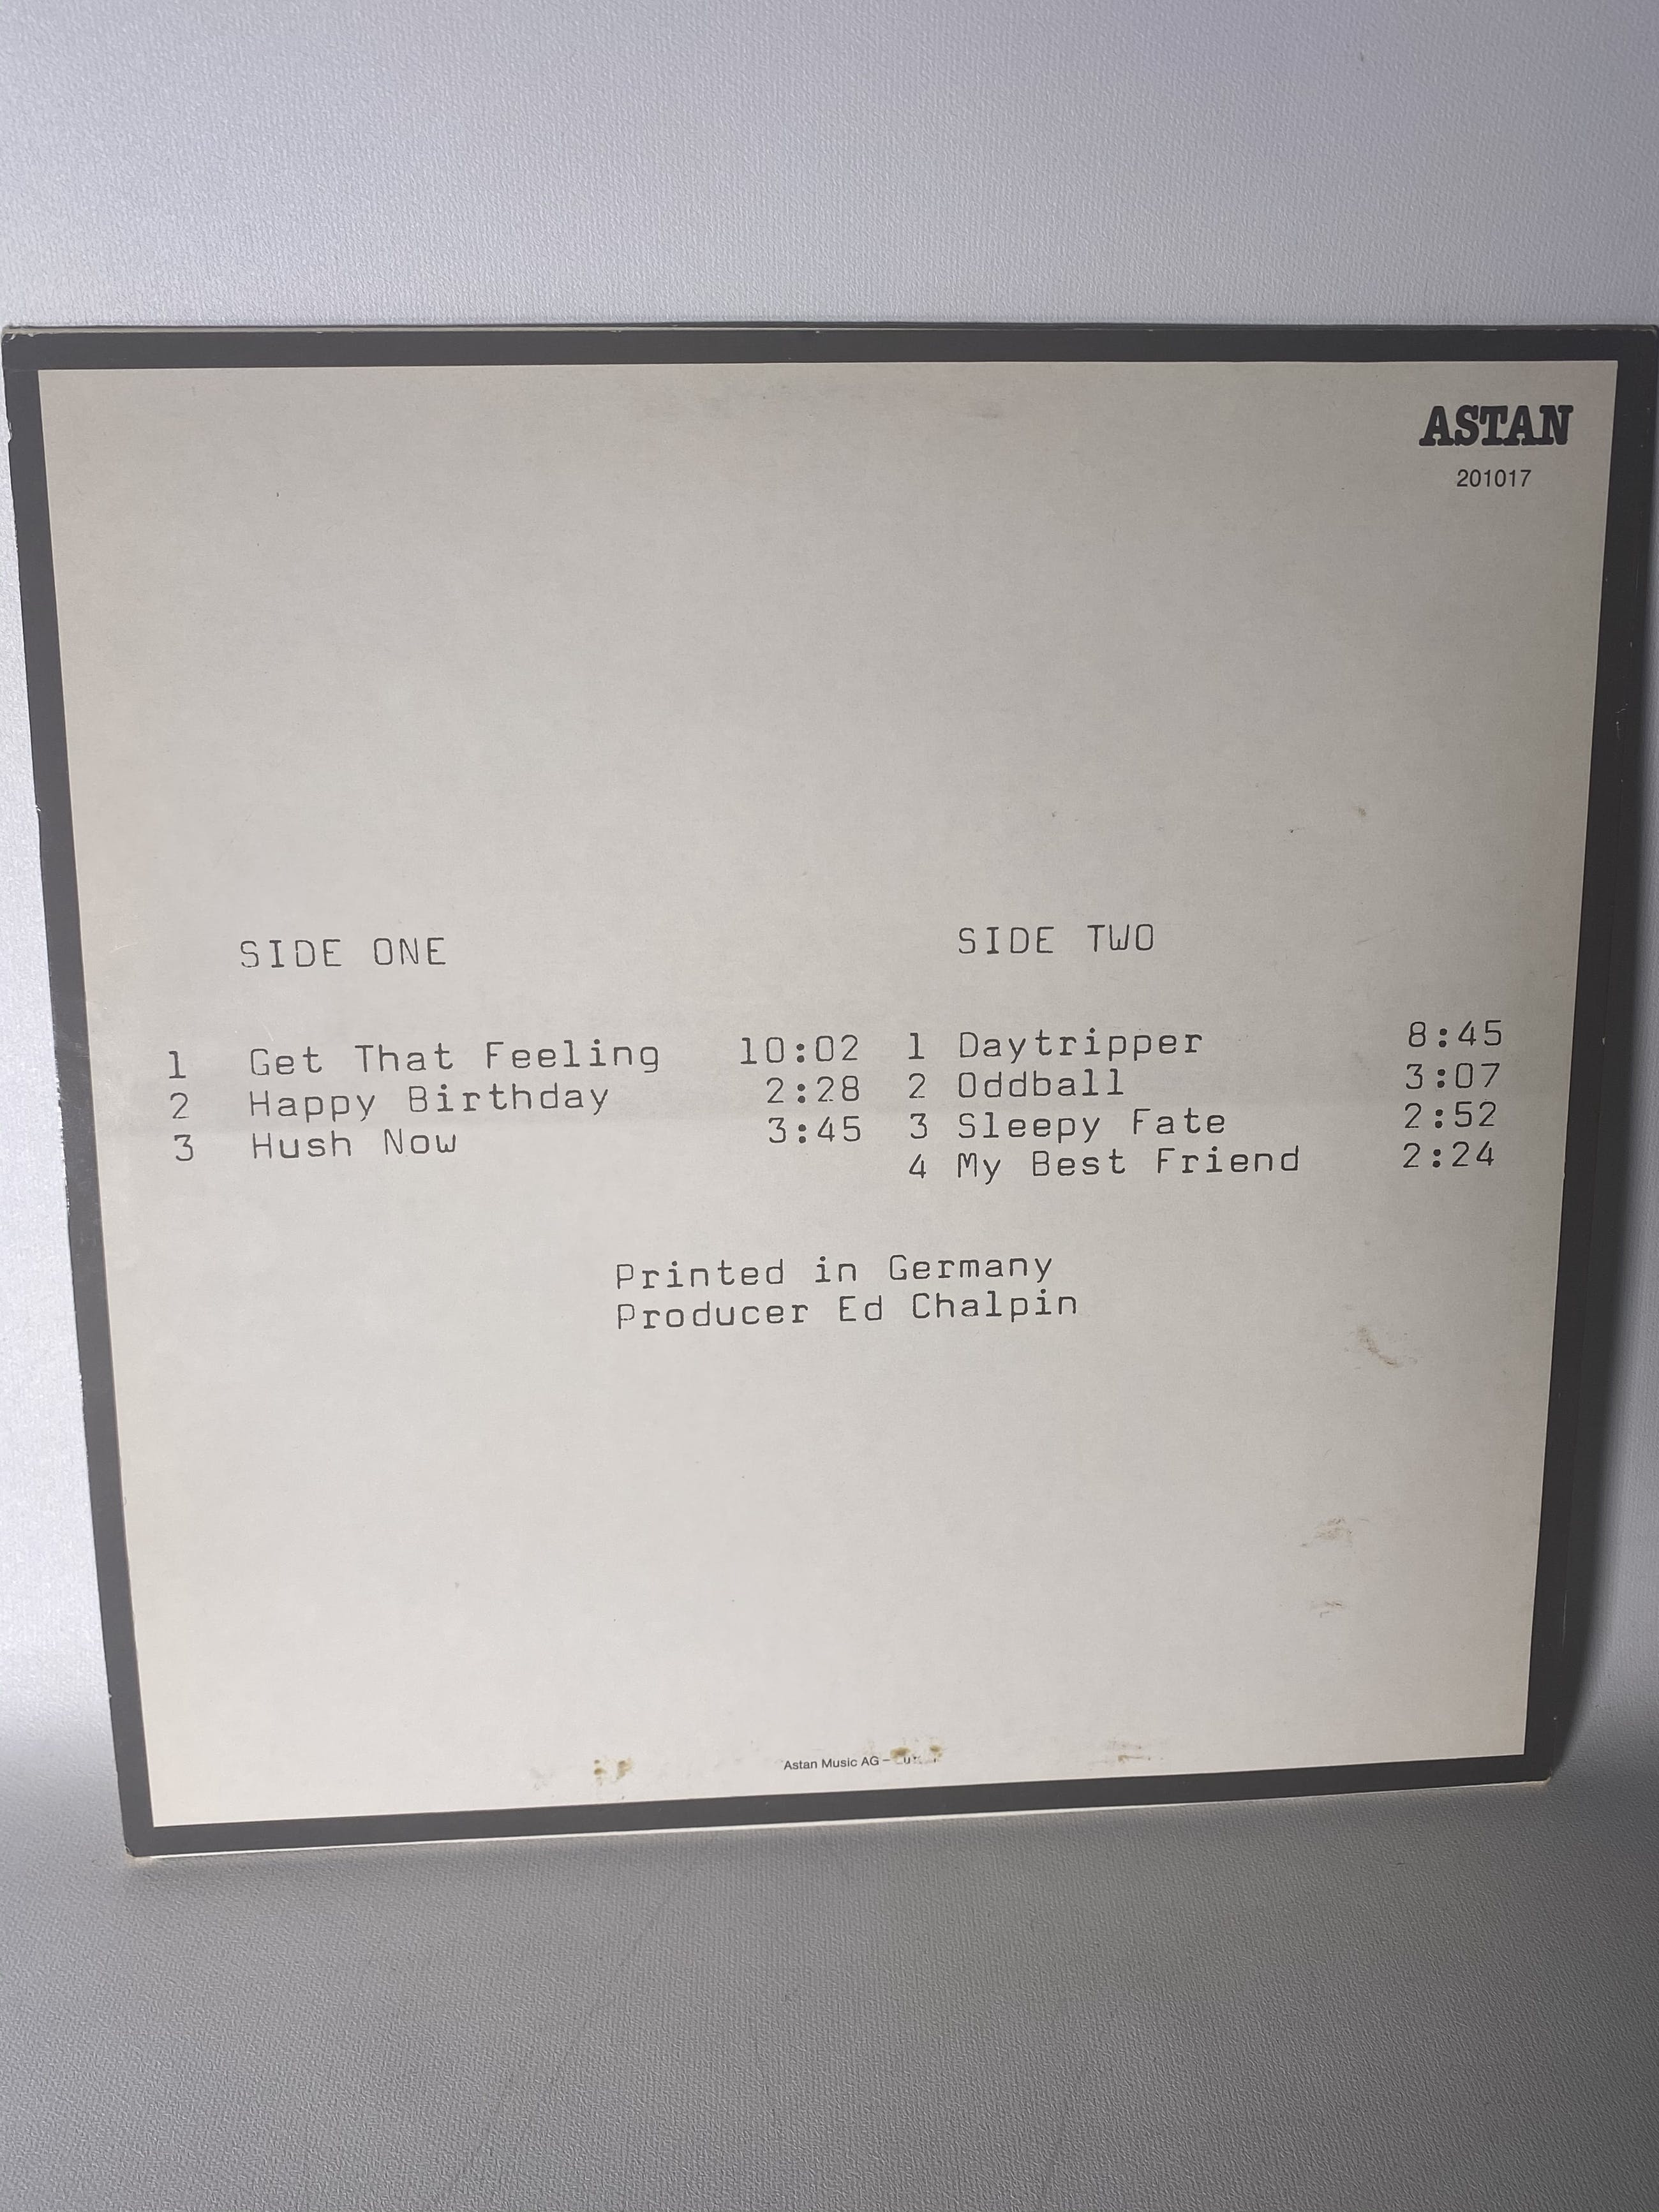 ASTAN
201017
SIDE ONE
1 Get That Feeling 10:02
2 Happy Birthday 2:28
3 Hush Now 3:45
SIDE TWO
1 Daytripper 8:45
2 Oddball 3:07
3 Sleepy Fate 2:52
4 My Best Friend 2:24
Printed in Germany
Producer Ed Chalpin
Astan Music AG –